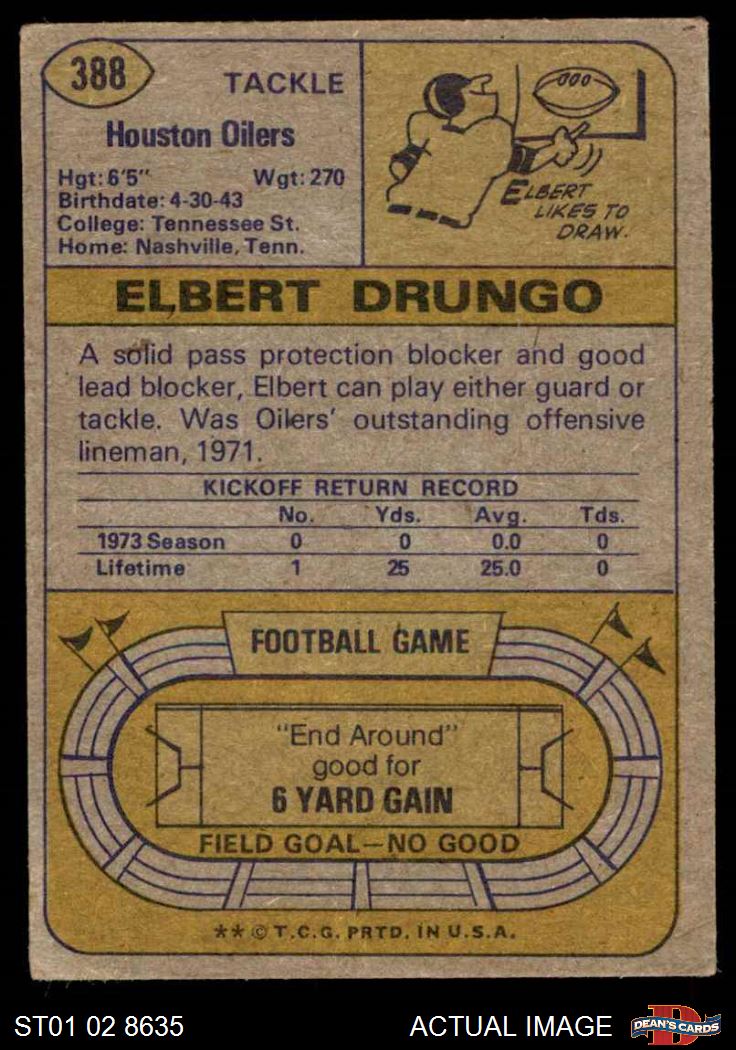 388
TACKLE
Houston Oilers
Hgt: 6'5" Wgt: 270
Birthdate: 4-30-43
College: Tennessee St.
Home: Nashville, Tenn.
ELBERT
LIKES TO
DRAW.
ELBERT DRUNGO
A solid pass protection blocker and good
lead blocker, Elbert can play either guard or
tackle. Was Oilers' outstanding offensive
lineman, 1971.
KICKOFF RETURN RECORD
No. Yds. Avg. Tds.
1973 Season 0 0 0.0 0
Lifetime 1 25 25.0 0
FOOTBALL GAME
"End Around"
good for
6 YARD GAIN
FIELD GOAL—NO GOOD
** © T.C.G. PRTD. IN U.S.A.
ST01 02 8635 ACTUAL IMAGE
DEAN'S CARDS